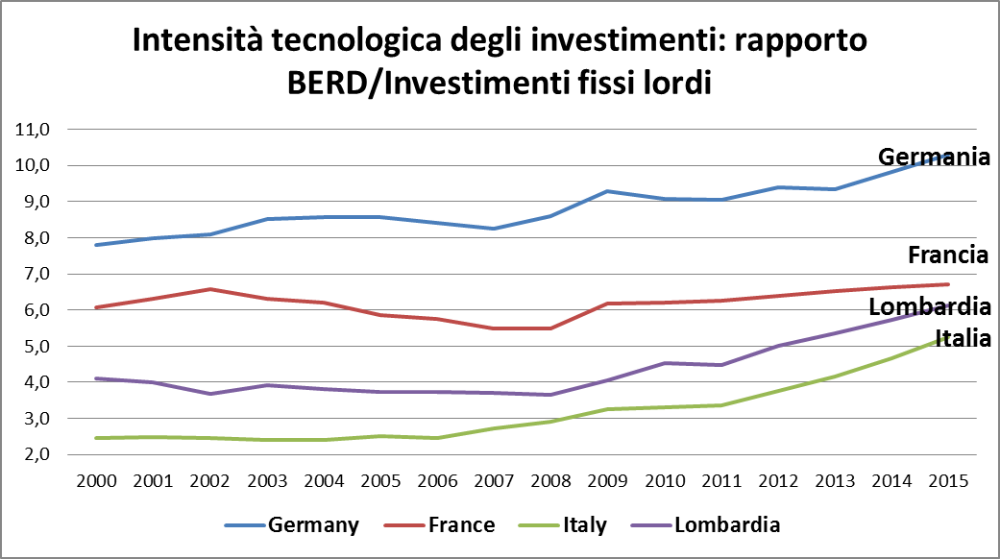 Intensità tecnologica degli investimenti: rapporto
BERD/Investimenti fissi lordi
11,0
10,0
9,0
8,0
7,0
6,0
5,0
4,0
3,0
2,0
Germania
Francia
Lombardia
Italia
2000 2001 2002 2003 2004 2005 2006 2007 2008 2009 2010 2011 2012 2013 2014 2015
Germany France Italy Lombardia